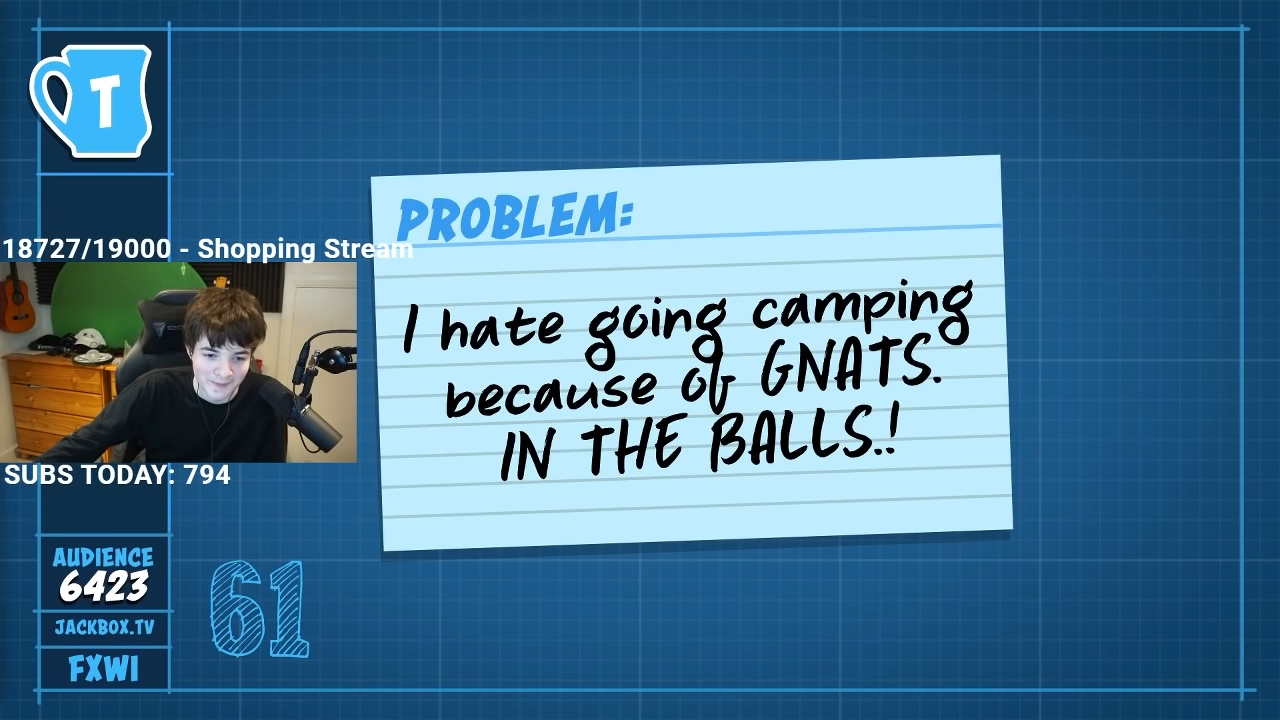 T
PROBLEM:
18727/19000 - Shopping Stream
I hate going camping
because of GNATS.
IN THE BALLS.!
SUBS TODAY: 794
AUDIENCE
6423
JACKBOX.TV
FXWI
61